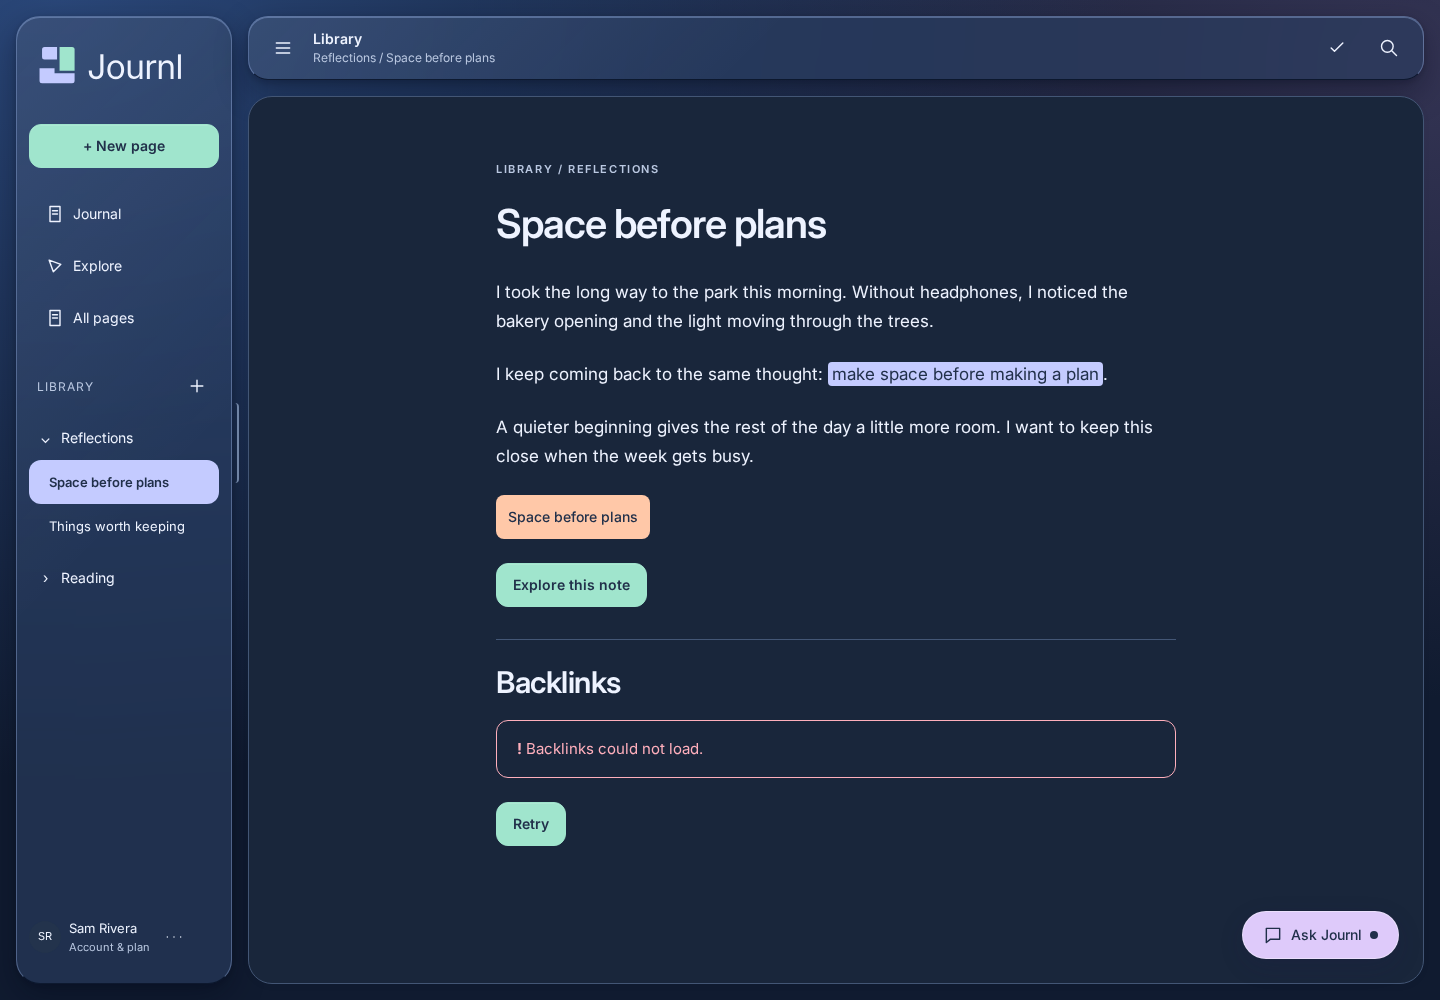 Journl
+ New page
Journal
Explore
All pages
LIBRARY
Reflections
Space before plans
Things worth keeping
Reading
SR
Sam Rivera
Account & plan
...
Library
Reflections / Space before plans
LIBRARY / REFLECTIONS
Space before plans
I took the long way to the park this morning. Without headphones, I noticed the
bakery opening and the light moving through the trees.
I keep coming back to the same thought: make space before making a plan.
A quieter beginning gives the rest of the day a little more room. I want to keep this
close when the week gets busy.
Space before plans
Explore this note
Backlinks
! Backlinks could not load.
Retry
Ask Journl